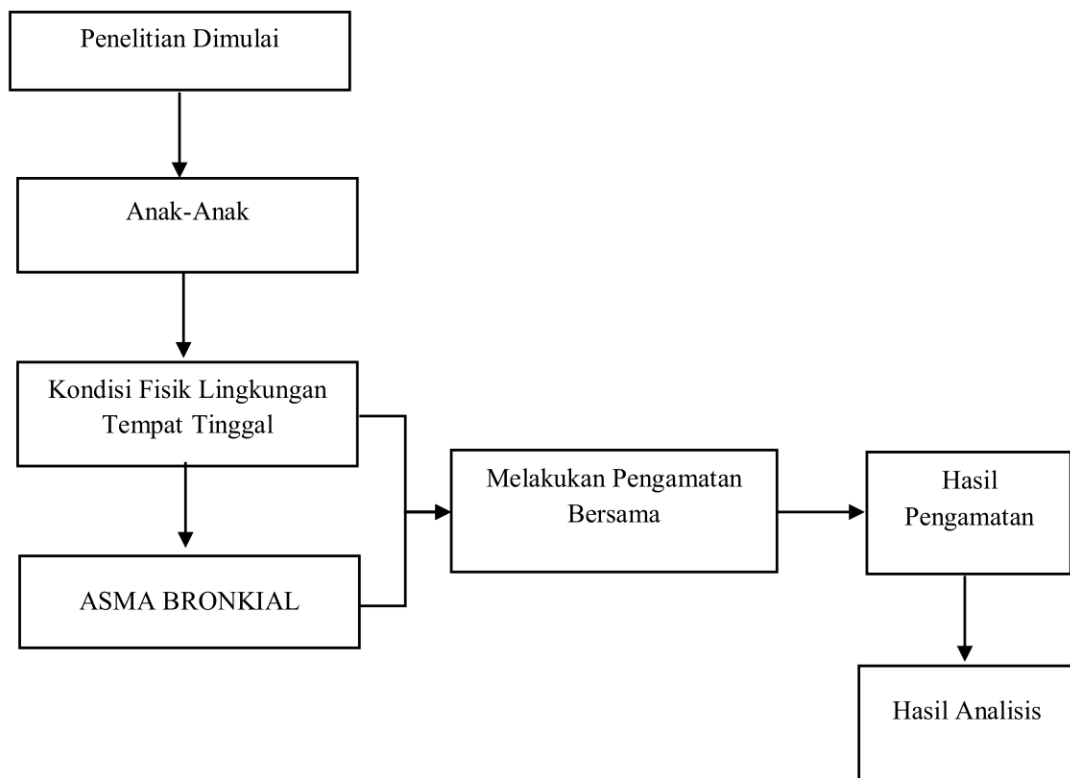 Penelitian Dimulai
Anak-Anak
Kondisi Fisik Lingkungan
Tempat Tinggal
ASMA BRONKIAL
Melakukan Pengamatan
Bersama
Hasil
Pengamatan
Hasil Analisis